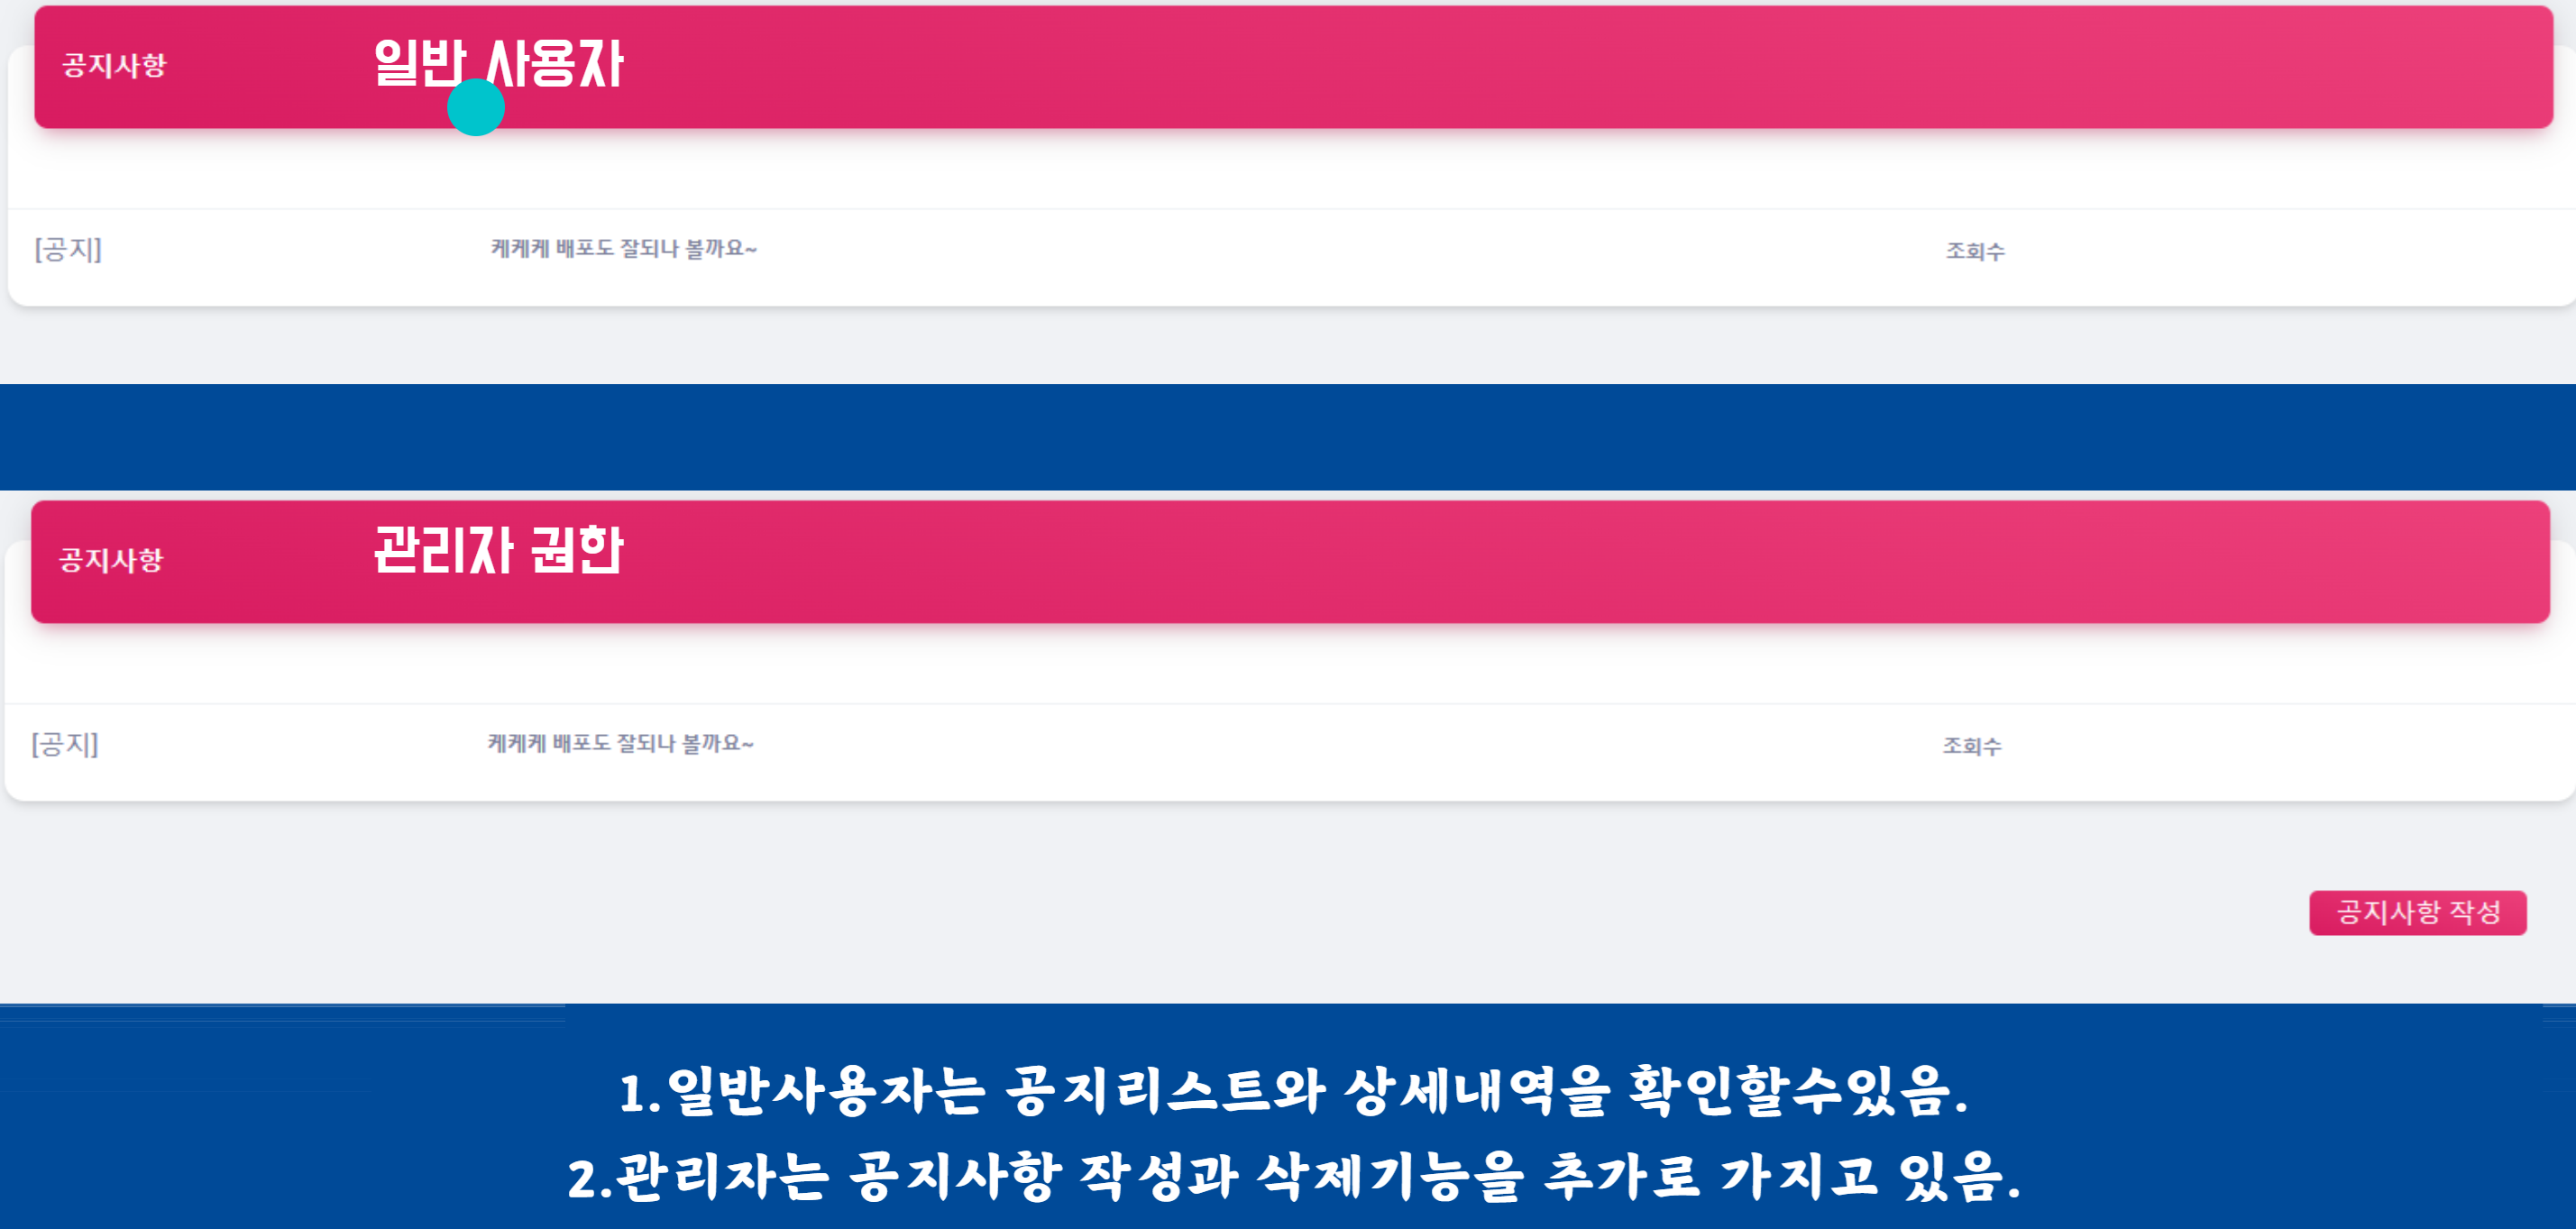 공지사항 일반 사용자
[공지] 케케케 배포도 잘되나 볼까요~ 조회수
공지사항 관리자 권한
[공지] 케케케 배포도 잘되나 볼까요~ 조회수
공지사항 작성
1.일반사용자는 공지리스트와 상세내역을 확인할수있음.
2.관리자는 공지사항 작성과 삭제기능을 추가로 가지고 있음.